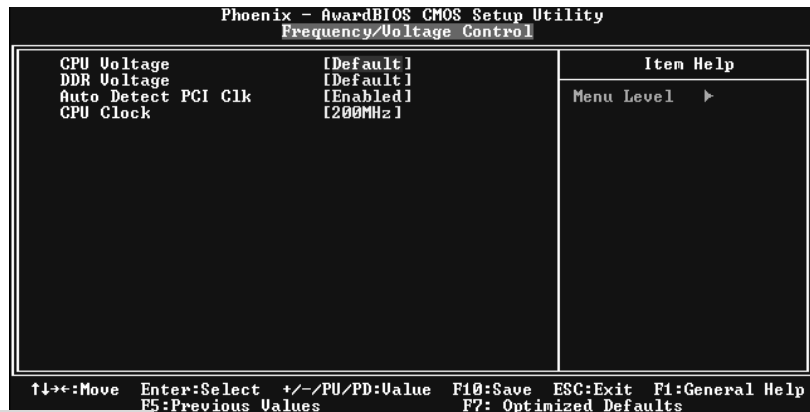 Phoenix - AwardBIOS CMOS Setup Utility
Frequency/Voltage Control
CPU Voltage [Default]
DDR Voltage [Default]
Auto Detect PCI Clk [Enabled]
CPU Clock [200MHz]
Item Help
Menu Level ▶
↑↓→←:Move Enter:Select +/-/PU/PD:Value F10:Save ESC:Exit F1:General Help
F5:Previous Values F7: Optimized Defaults